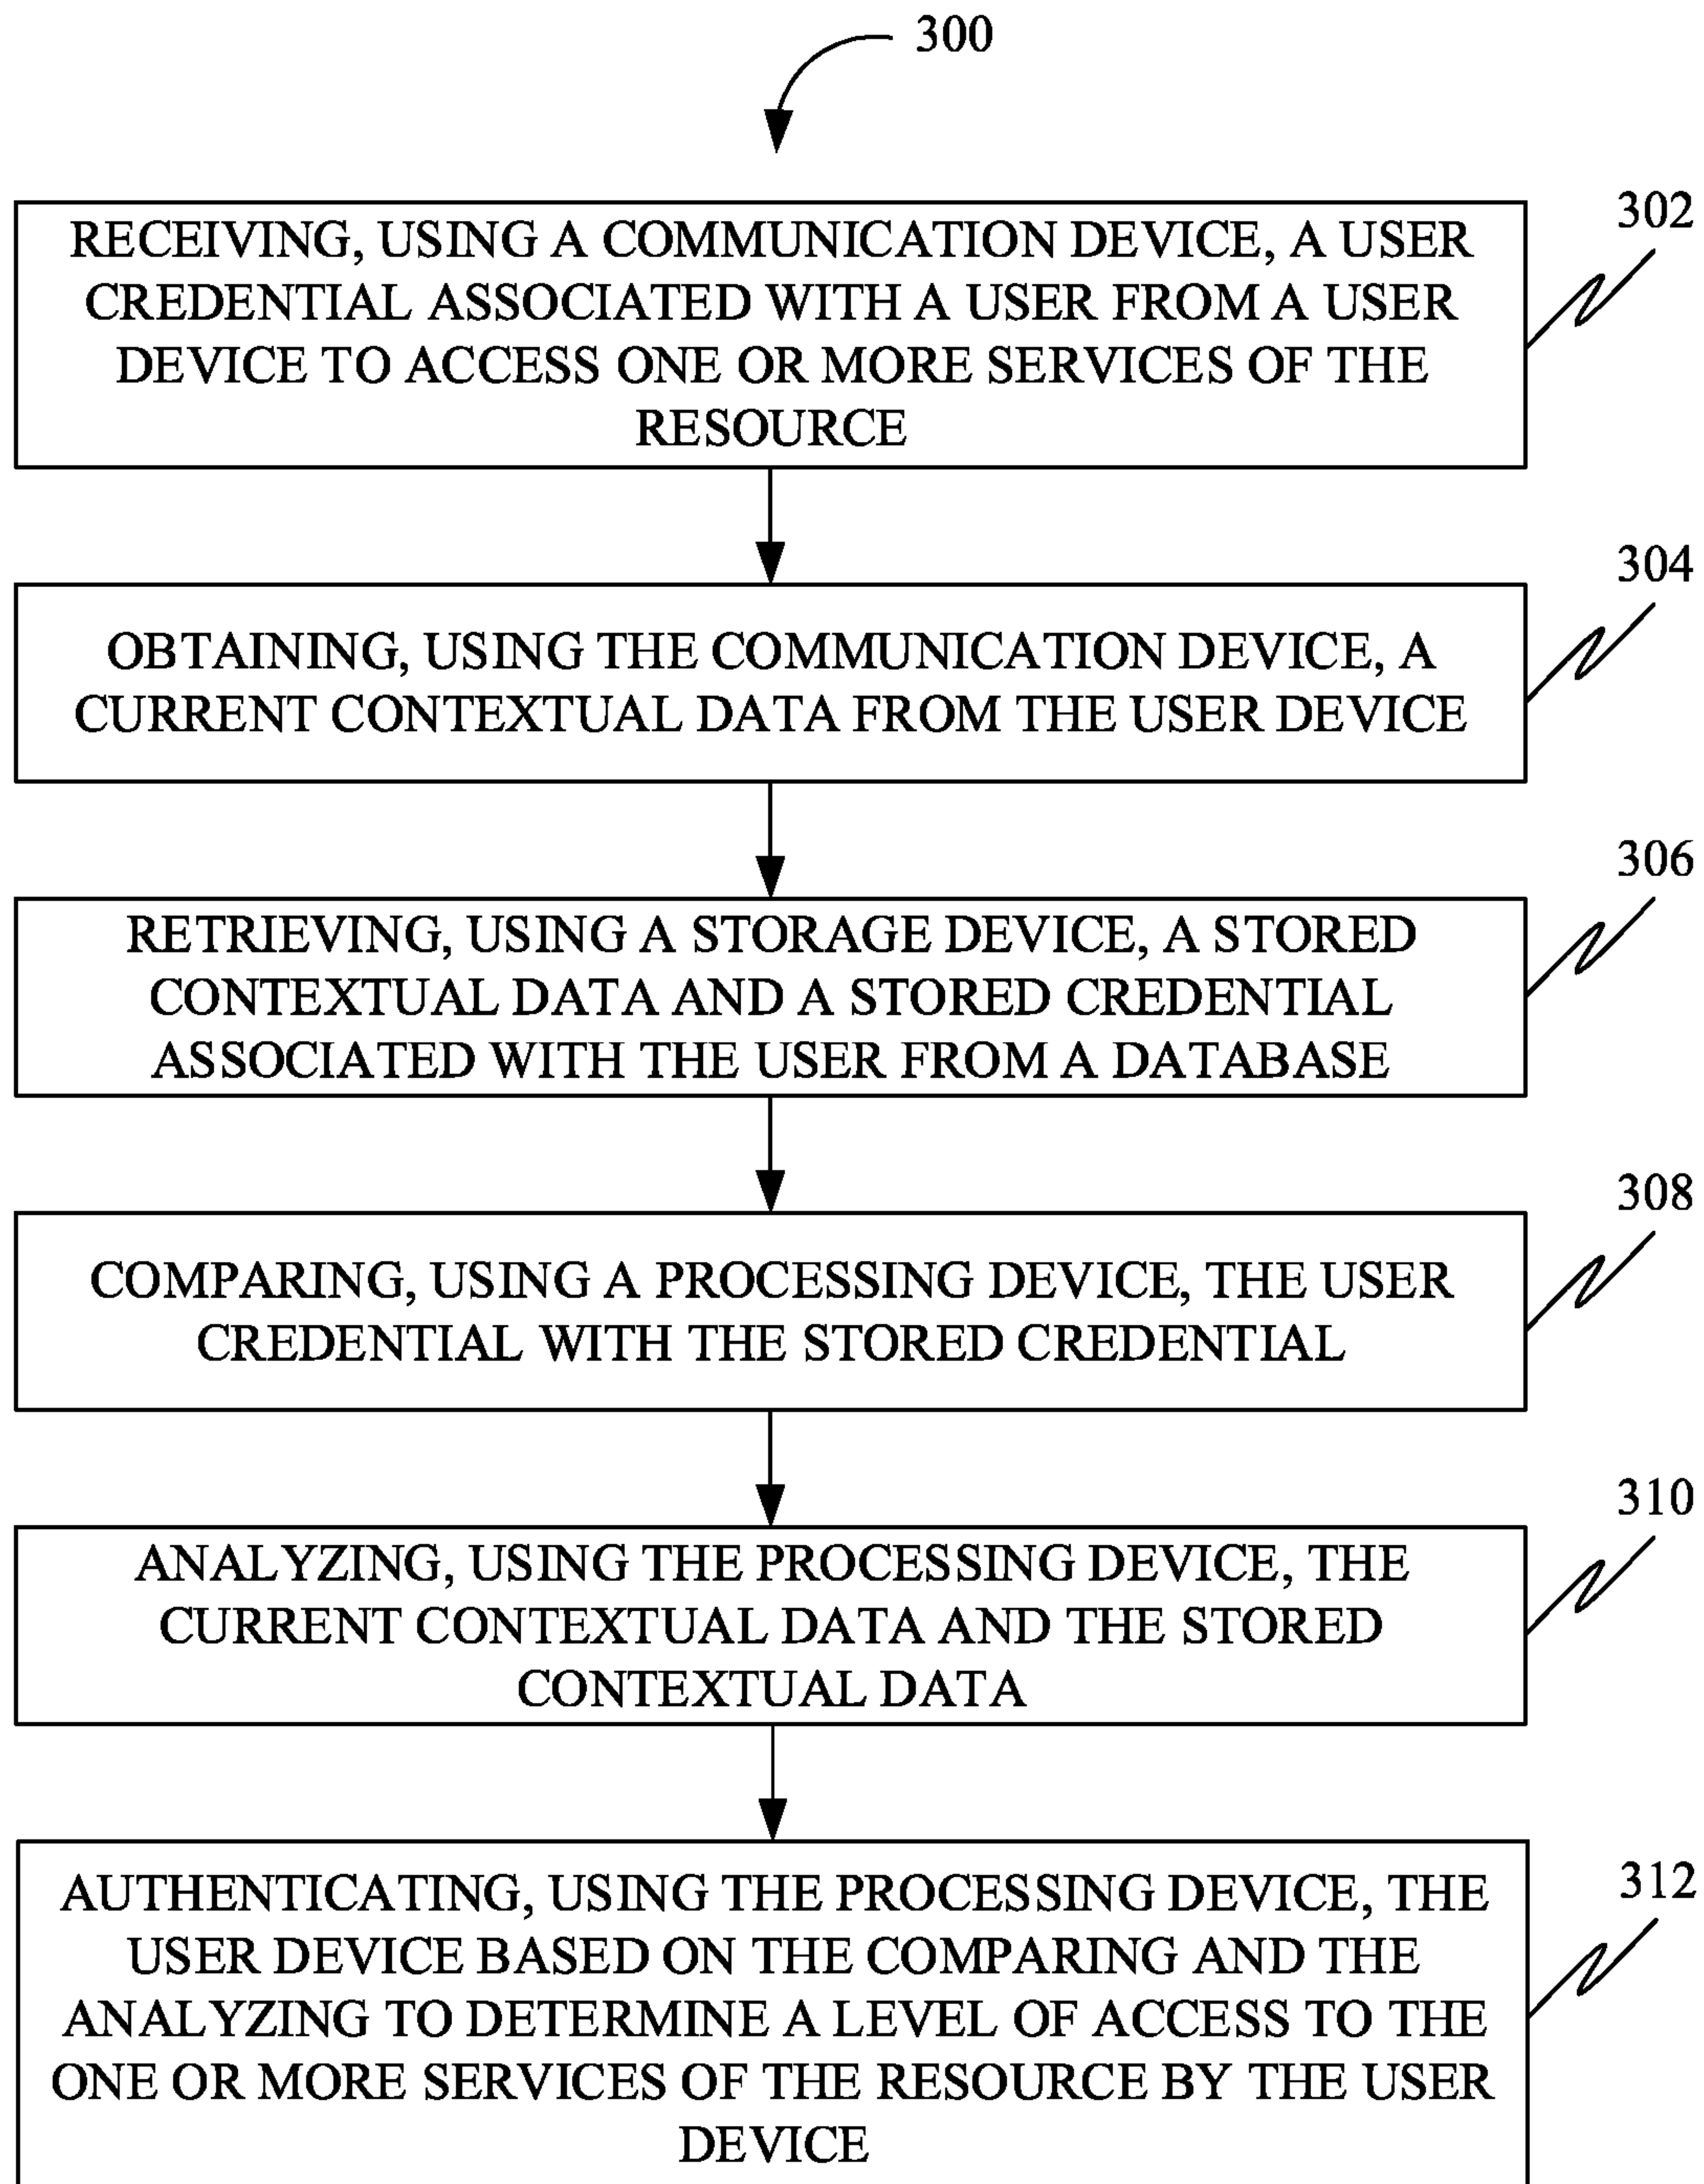 300
302
RECEIVING, USING A COMMUNICATION DEVICE, A USER
CREDENTIAL ASSOCIATED WITH A USER FROM A USER
DEVICE TO ACCESS ONE OR MORE SERVICES OF THE
RESOURCE
304
OBTAINING, USING THE COMMUNICATION DEVICE, A
CURRENT CONTEXTUAL DATA FROM THE USER DEVICE
306
RETRIEVING, USING A STORAGE DEVICE, A STORED
CONTEXTUAL DATA AND A STORED CREDENTIAL
ASSOCIATED WITH THE USER FROM A DATABASE
308
COMPARING, USING A PROCESSING DEVICE, THE USER
CREDENTIAL WITH THE STORED CREDENTIAL
310
ANALYZING, USING THE PROCESSING DEVICE, THE
CURRENT CONTEXTUAL DATA AND THE STORED
CONTEXTUAL DATA
312
AUTHENTICATING, USING THE PROCESSING DEVICE, THE
USER DEVICE BASED ON THE COMPARING AND THE
ANALYZING TO DETERMINE A LEVEL OF ACCESS TO THE
ONE OR MORE SERVICES OF THE RESOURCE BY THE USER
DEVICE